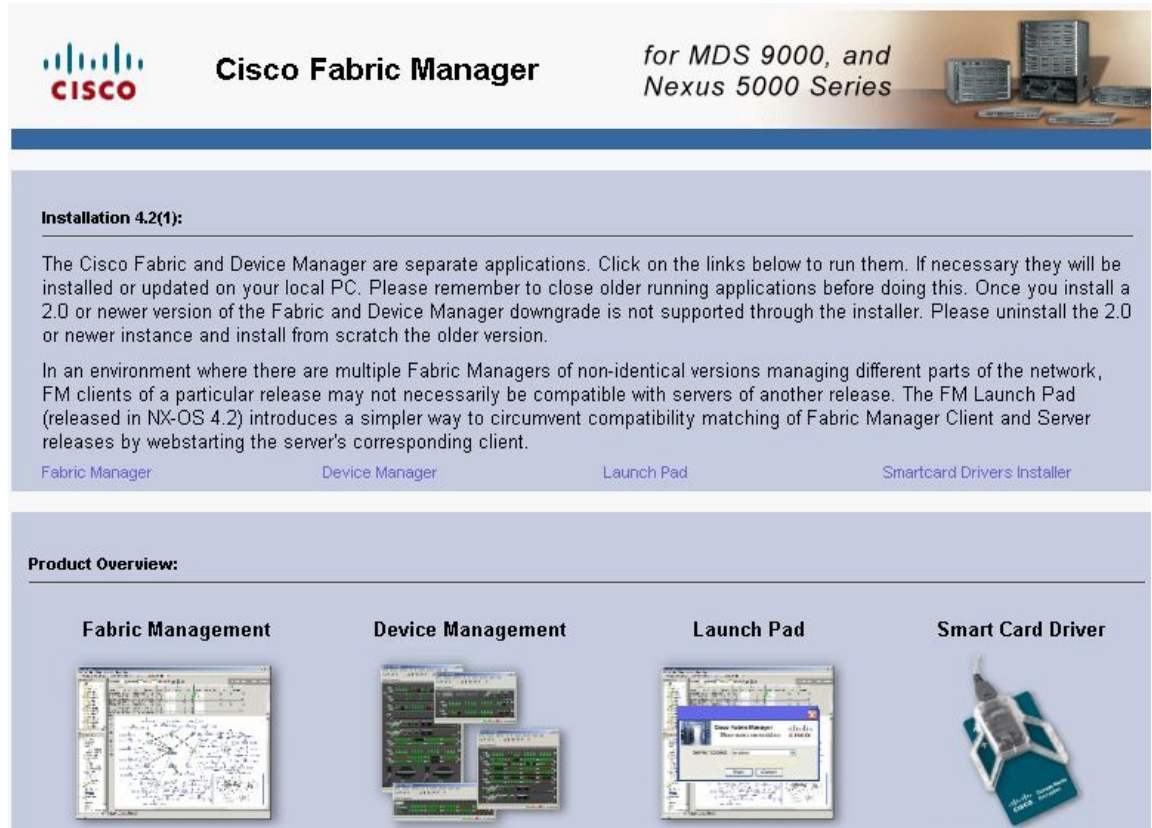 CISCO
Cisco Fabric Manager
for MDS 9000, and
Nexus 5000 Series
Installation 4.2(1):
The Cisco Fabric and Device Manager are separate applications. Click on the links below to run them. If necessary they will be
installed or updated on your local PC. Please remember to close older running applications before doing this. Once you install a
2.0 or newer version of the Fabric and Device Manager downgrade is not supported through the installer. Please uninstall the 2.0
or newer instance and install from scratch the older version.
In an environment where there are multiple Fabric Managers of non-identical versions managing different parts of the network,
FM clients of a particular release may not necessarily be compatible with servers of another release. The FM Launch Pad
(released in NX-OS 4.2) introduces a simpler way to circumvent compatibility matching of Fabric Manager Client and Server
releases by webstarting the server's corresponding client.
Fabric Manager Device Manager Launch Pad Smartcard Drivers Installer
Product Overview:
Fabric Management Device Management Launch Pad Smart Card Driver
Cisco Fabric Manager
CISCO